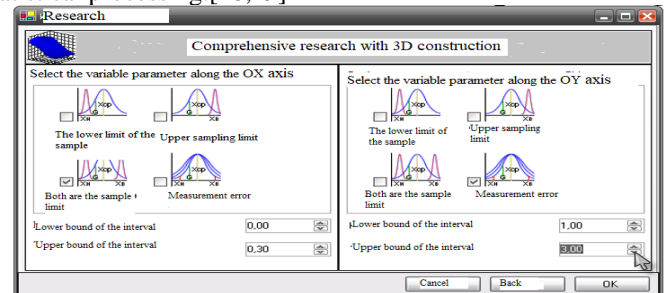 Research
Comprehensive research with 3D construction
Select the variable parameter along the OX axis
The lower limit of the sample
Upper sampling limit
Both are the sample limit
Measurement error
Lower bound of the interval
0,00
Upper bound of the interval
0,30
Select the variable parameter along the OY axis
The lower limit of
the sample
Upper sampling
limit
Both are the sample
limit
Measurement error
Lower bound of the interval
1,00
Upper bound of the interval
3,00
Cancel
Back
OK